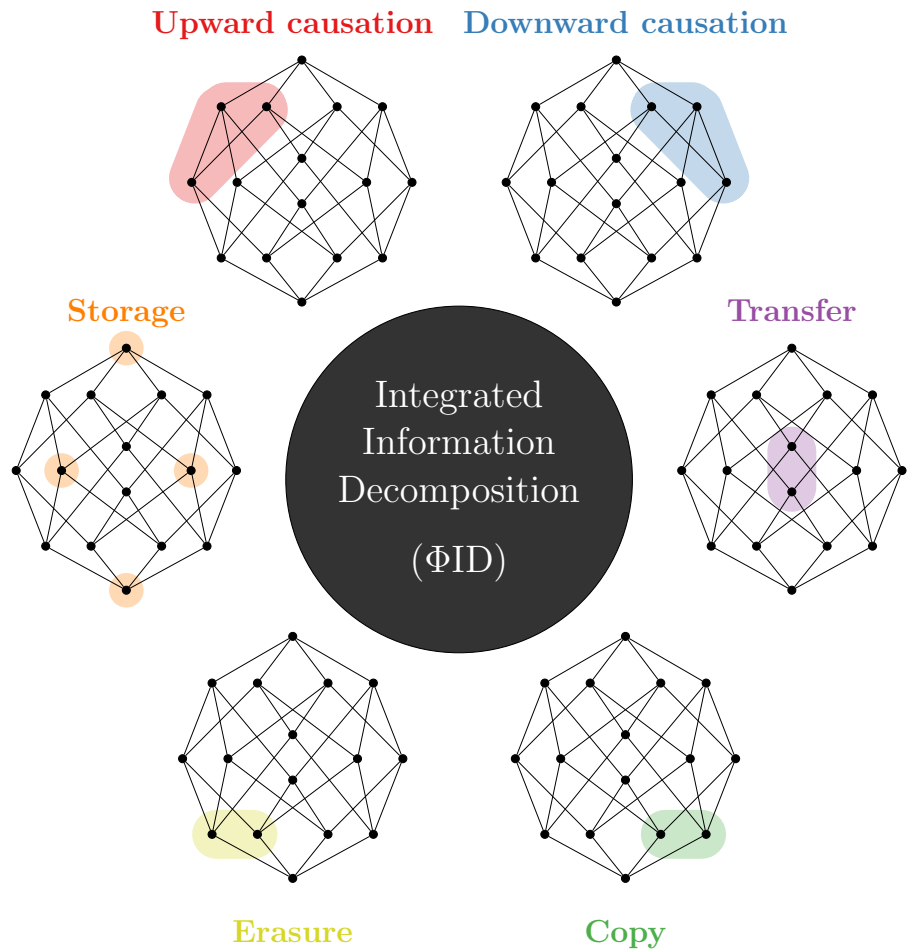 Upward causation
Downward causation
Storage
Transfer
Integrated
Information
Decomposition
(ΦID)
Erasure
Copy